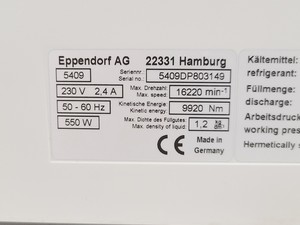 Eppendorf AG 22331 Hamburg
5409 Seriennr. Serial no.: 5409DP803149
230 V 2,4 A Max. Drehzahl: Max. speed: 16220 min⁻¹
50 - 60 Hz Kinetische Energie: Kinetic energy: 9920 Nm
550 W Max. Dichte des Füllgutes Max. density of liquid: 1,2
CE Made in Germany
Kältemittel/
refrigerant:
Füllmenge/
discharge:
Arbeitsdruck
working pres
Hermetically s